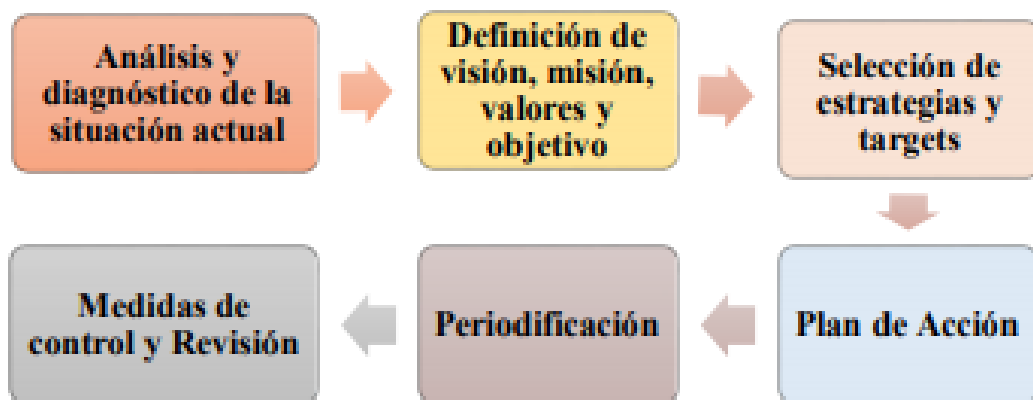 Análisis y
diagnóstico de la
situación actual
Definición de
visión, misión,
valores y
objetivo
Selección de
estrategias y
targets
Plan de Acción
Periodificación
Medidas de
control y Revisión